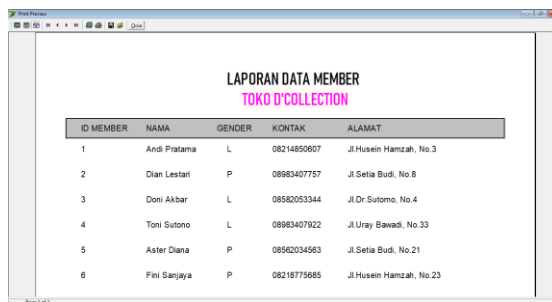 Print Preview
Close
LAPORAN DATA MEMBER
TOKO D'COLLECTION
ID MEMBER NAMA GENDER KONTAK ALAMAT
1 Andi Pratama L 08214850607 Jl.Husein Hamzah, No.3
2 Dian Lestari P 08983407757 Jl.Setia Budi, No.8
3 Doni Akbar L 08582053344 Jl.Dr.Sutomo, No.4
4 Toni Sutono L 08983407922 Jl.Uray Bawadi, No.33
5 Aster Diana P 08562034563 Jl.Setia Budi, No.21
6 Fini Sanjaya P 08218775685 Jl.Husein Hamzah, No.23